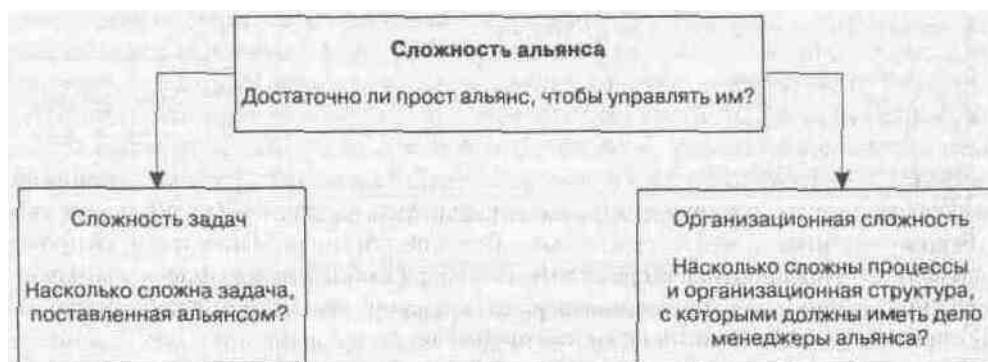 Сложность альянса
Достаточно ли прост альянс, чтобы управлять им?
Сложность задач
Насколько сложна задача,
поставленная альянсом?
Организационная сложность
Насколько сложны процессы
и организационная структура,
с которыми должны иметь дело
менеджеры альянса?